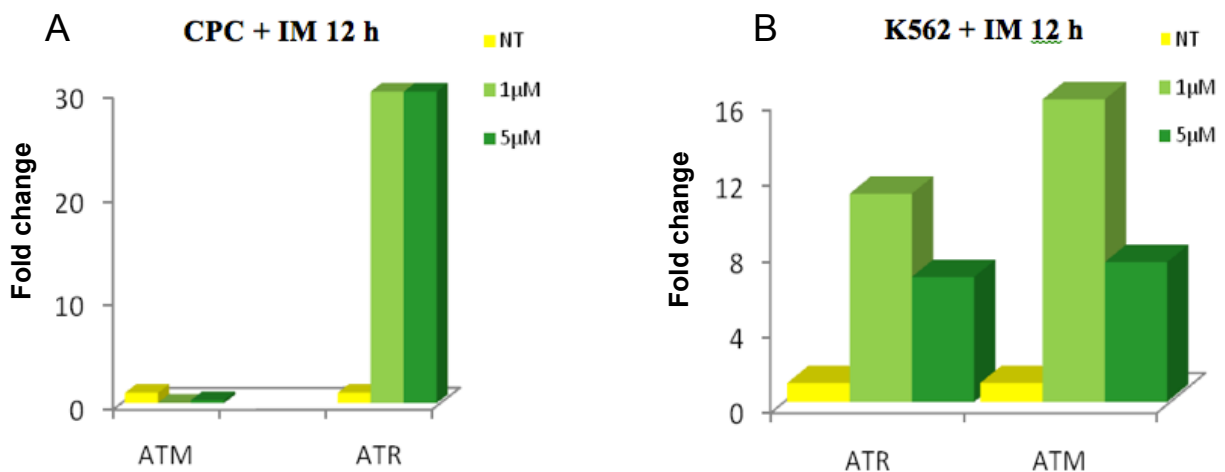 A
CPC + IM 12 h
NT
1µM
5µM
Fold change
30
20
10
0
ATM
ATR
B
K562 + IM 12 h
NT
1µM
5µM
Fold change
16
12
8
4
0
ATR
ATM